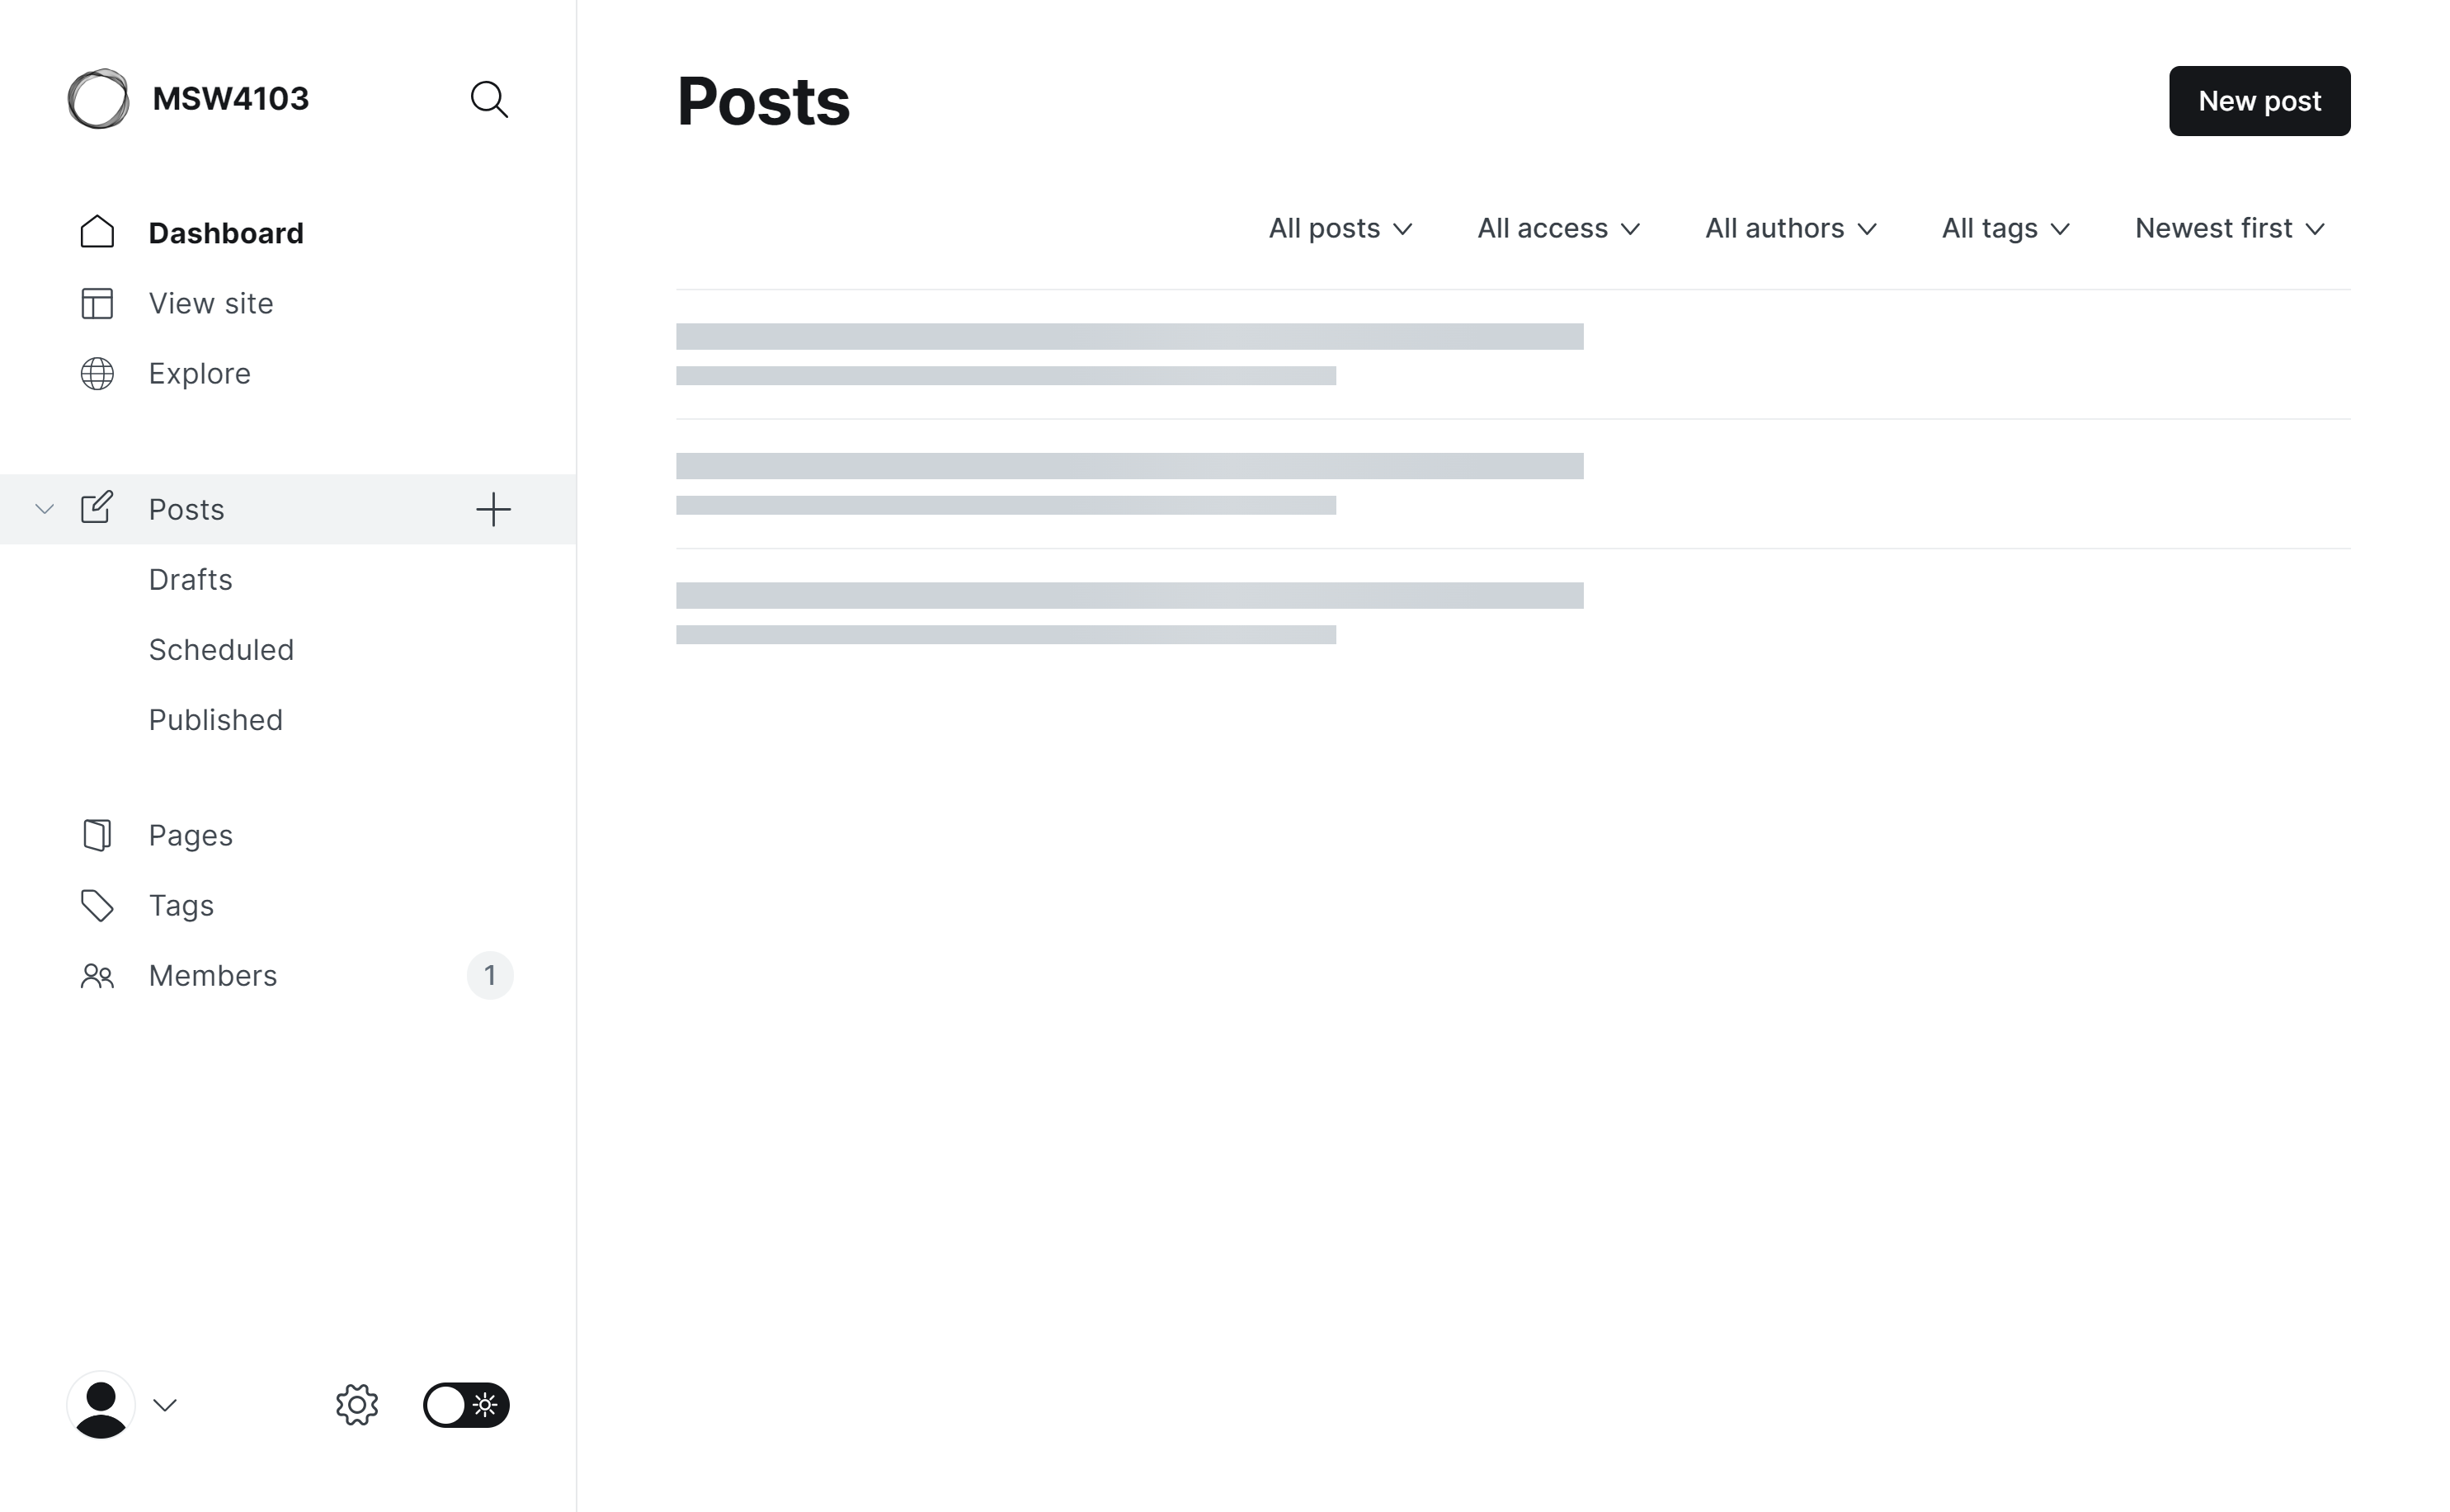 MSW4103
Dashboard
View site
Explore
Posts
Drafts
Scheduled
Published
Pages
Tags
Members 1
Posts
New post
All posts All access All authors All tags Newest first